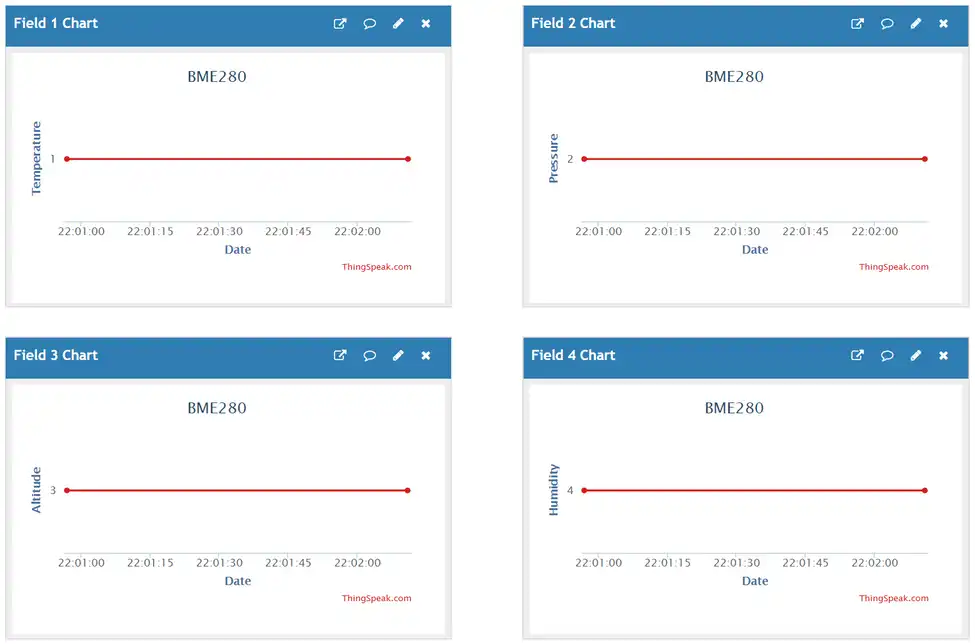 Field 1 Chart
BME280
Temperature
1
22:01:00 22:01:15 22:01:30 22:01:45 22:02:00
Date
ThingSpeak.com
Field 2 Chart
BME280
Pressure
2
22:01:00 22:01:15 22:01:30 22:01:45 22:02:00
Date
ThingSpeak.com
Field 3 Chart
BME280
Altitude
3
22:01:00 22:01:15 22:01:30 22:01:45 22:02:00
Date
ThingSpeak.com
Field 4 Chart
BME280
Humidity
4
22:01:00 22:01:15 22:01:30 22:01:45 22:02:00
Date
ThingSpeak.com